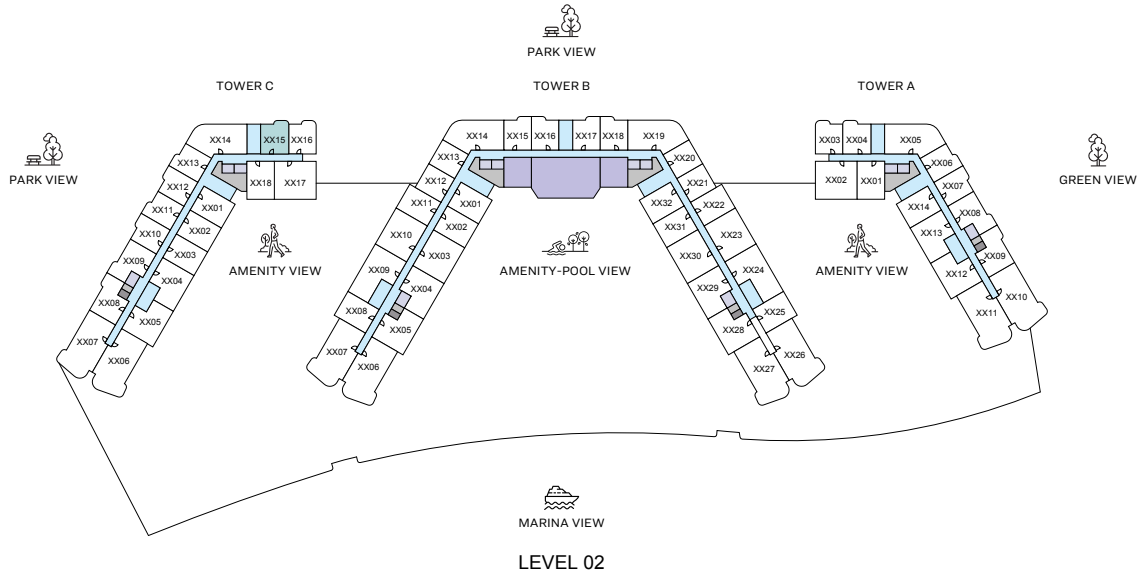 PARK VIEW
TOWER C
TOWER B
TOWER A
PARK VIEW
GREEN VIEW
XX14
XX15
XX16
XX13
XX18
XX17
XX12
XX01
XX11
XX02
XX10
XX03
XX09
XX04
XX08
XX05
XX07
XX06
AMENITY VIEW
XX14
XX15
XX16
XX17
XX18
XX19
XX13
XX20
XX12
XX01
XX21
XX32
XX11
XX02
XX22
XX31
XX10
XX03
XX23
XX30
XX09
XX04
XX24
XX29
XX08
XX05
XX25
XX28
XX07
XX06
XX26
XX27
AMENITY-POOL VIEW
XX03
XX04
XX05
XX02
XX01
XX06
XX07
XX14
XX08
XX13
XX09
XX12
XX10
XX11
AMENITY VIEW
MARINA VIEW
LEVEL 02